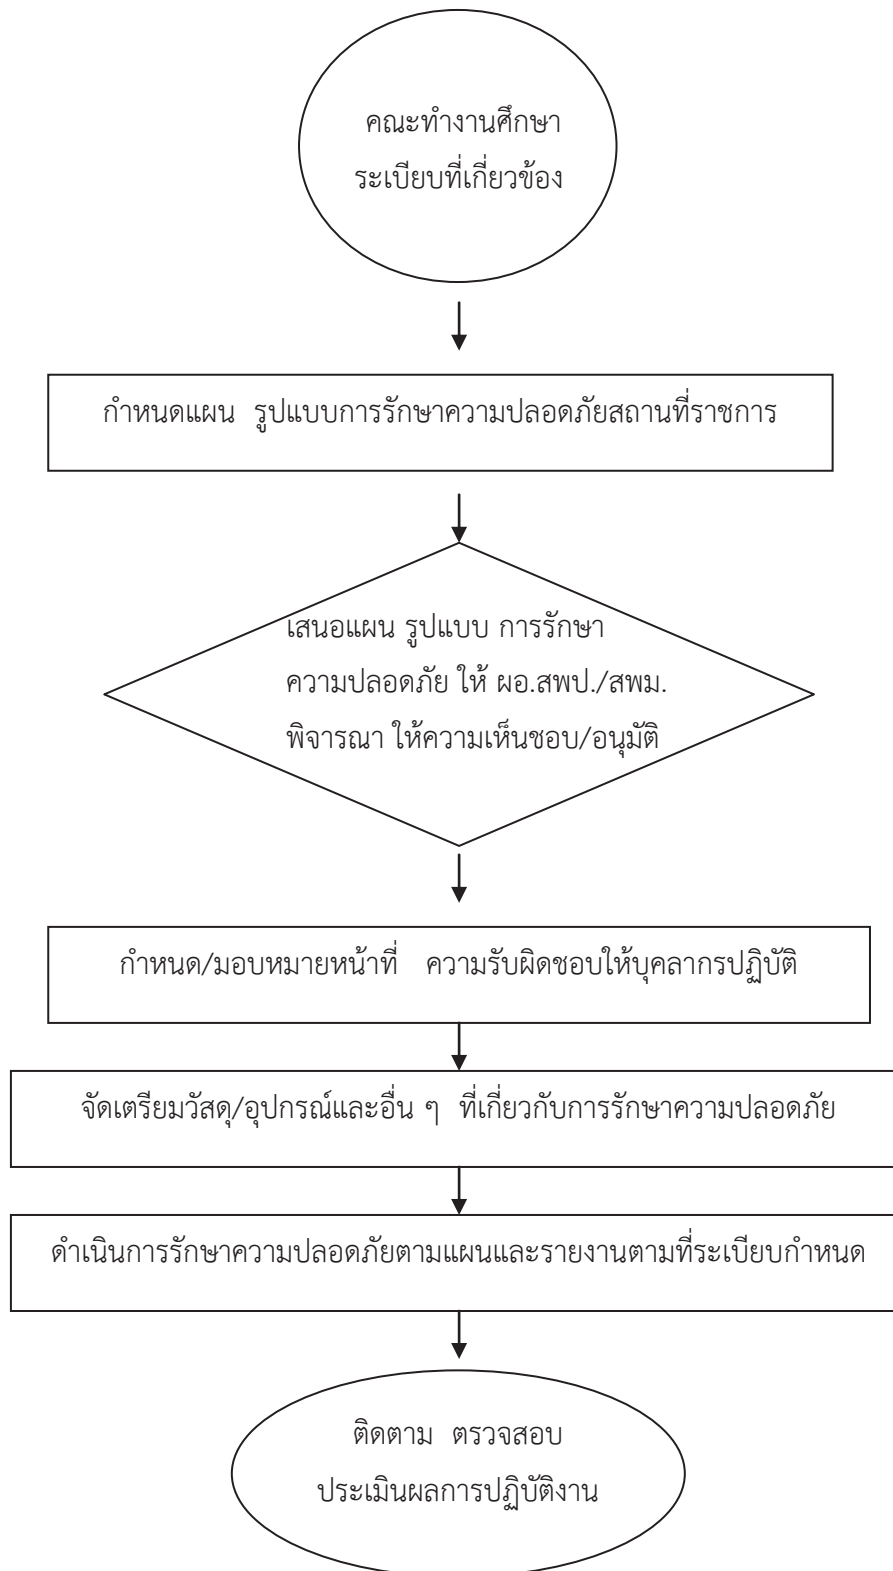 คณะทำงานศึกษา
ระเบียบที่เกี่ยวข้อง
กำหนดแผน รูปแบบการรักษาความปลอดภัยสถานที่ราชการ
เสนอแผน รูปแบบ การรักษา
ความปลอดภัย ให้ ผอ.สพป./สพม.
พิจารณา ให้ความเห็นชอบ/อนุมัติ
กำหนด/มอบหมายหน้าที่ ความรับผิดชอบให้บุคลากรปฏิบัติ
จัดเตรียมวัสดุ/อุปกรณ์และอื่น ๆ ที่เกี่ยวกับการรักษาความปลอดภัย
ดำเนินการรักษาความปลอดภัยตามแผนและรายงานตามที่ระเบียบกำหนด
ติดตาม ตรวจสอบ
ประเมินผลการปฏิบัติงาน